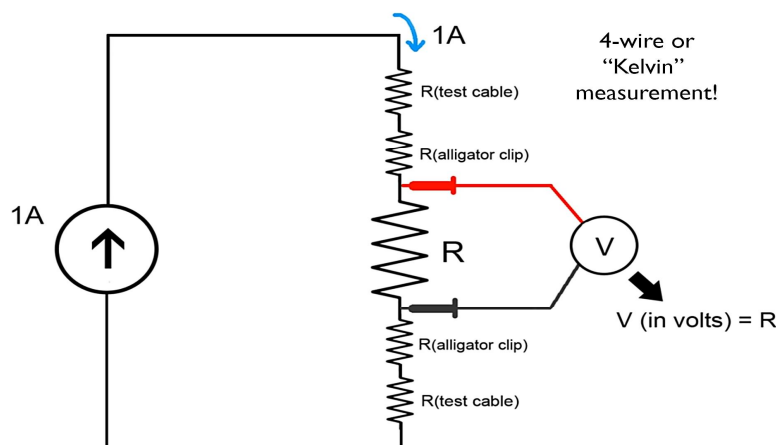 1A
4-wire or
“Kelvin”
measurement!
R(test cable)
R(alligator clip)
1A
R
V
V (in volts) = R
R(alligator clip)
R(test cable)